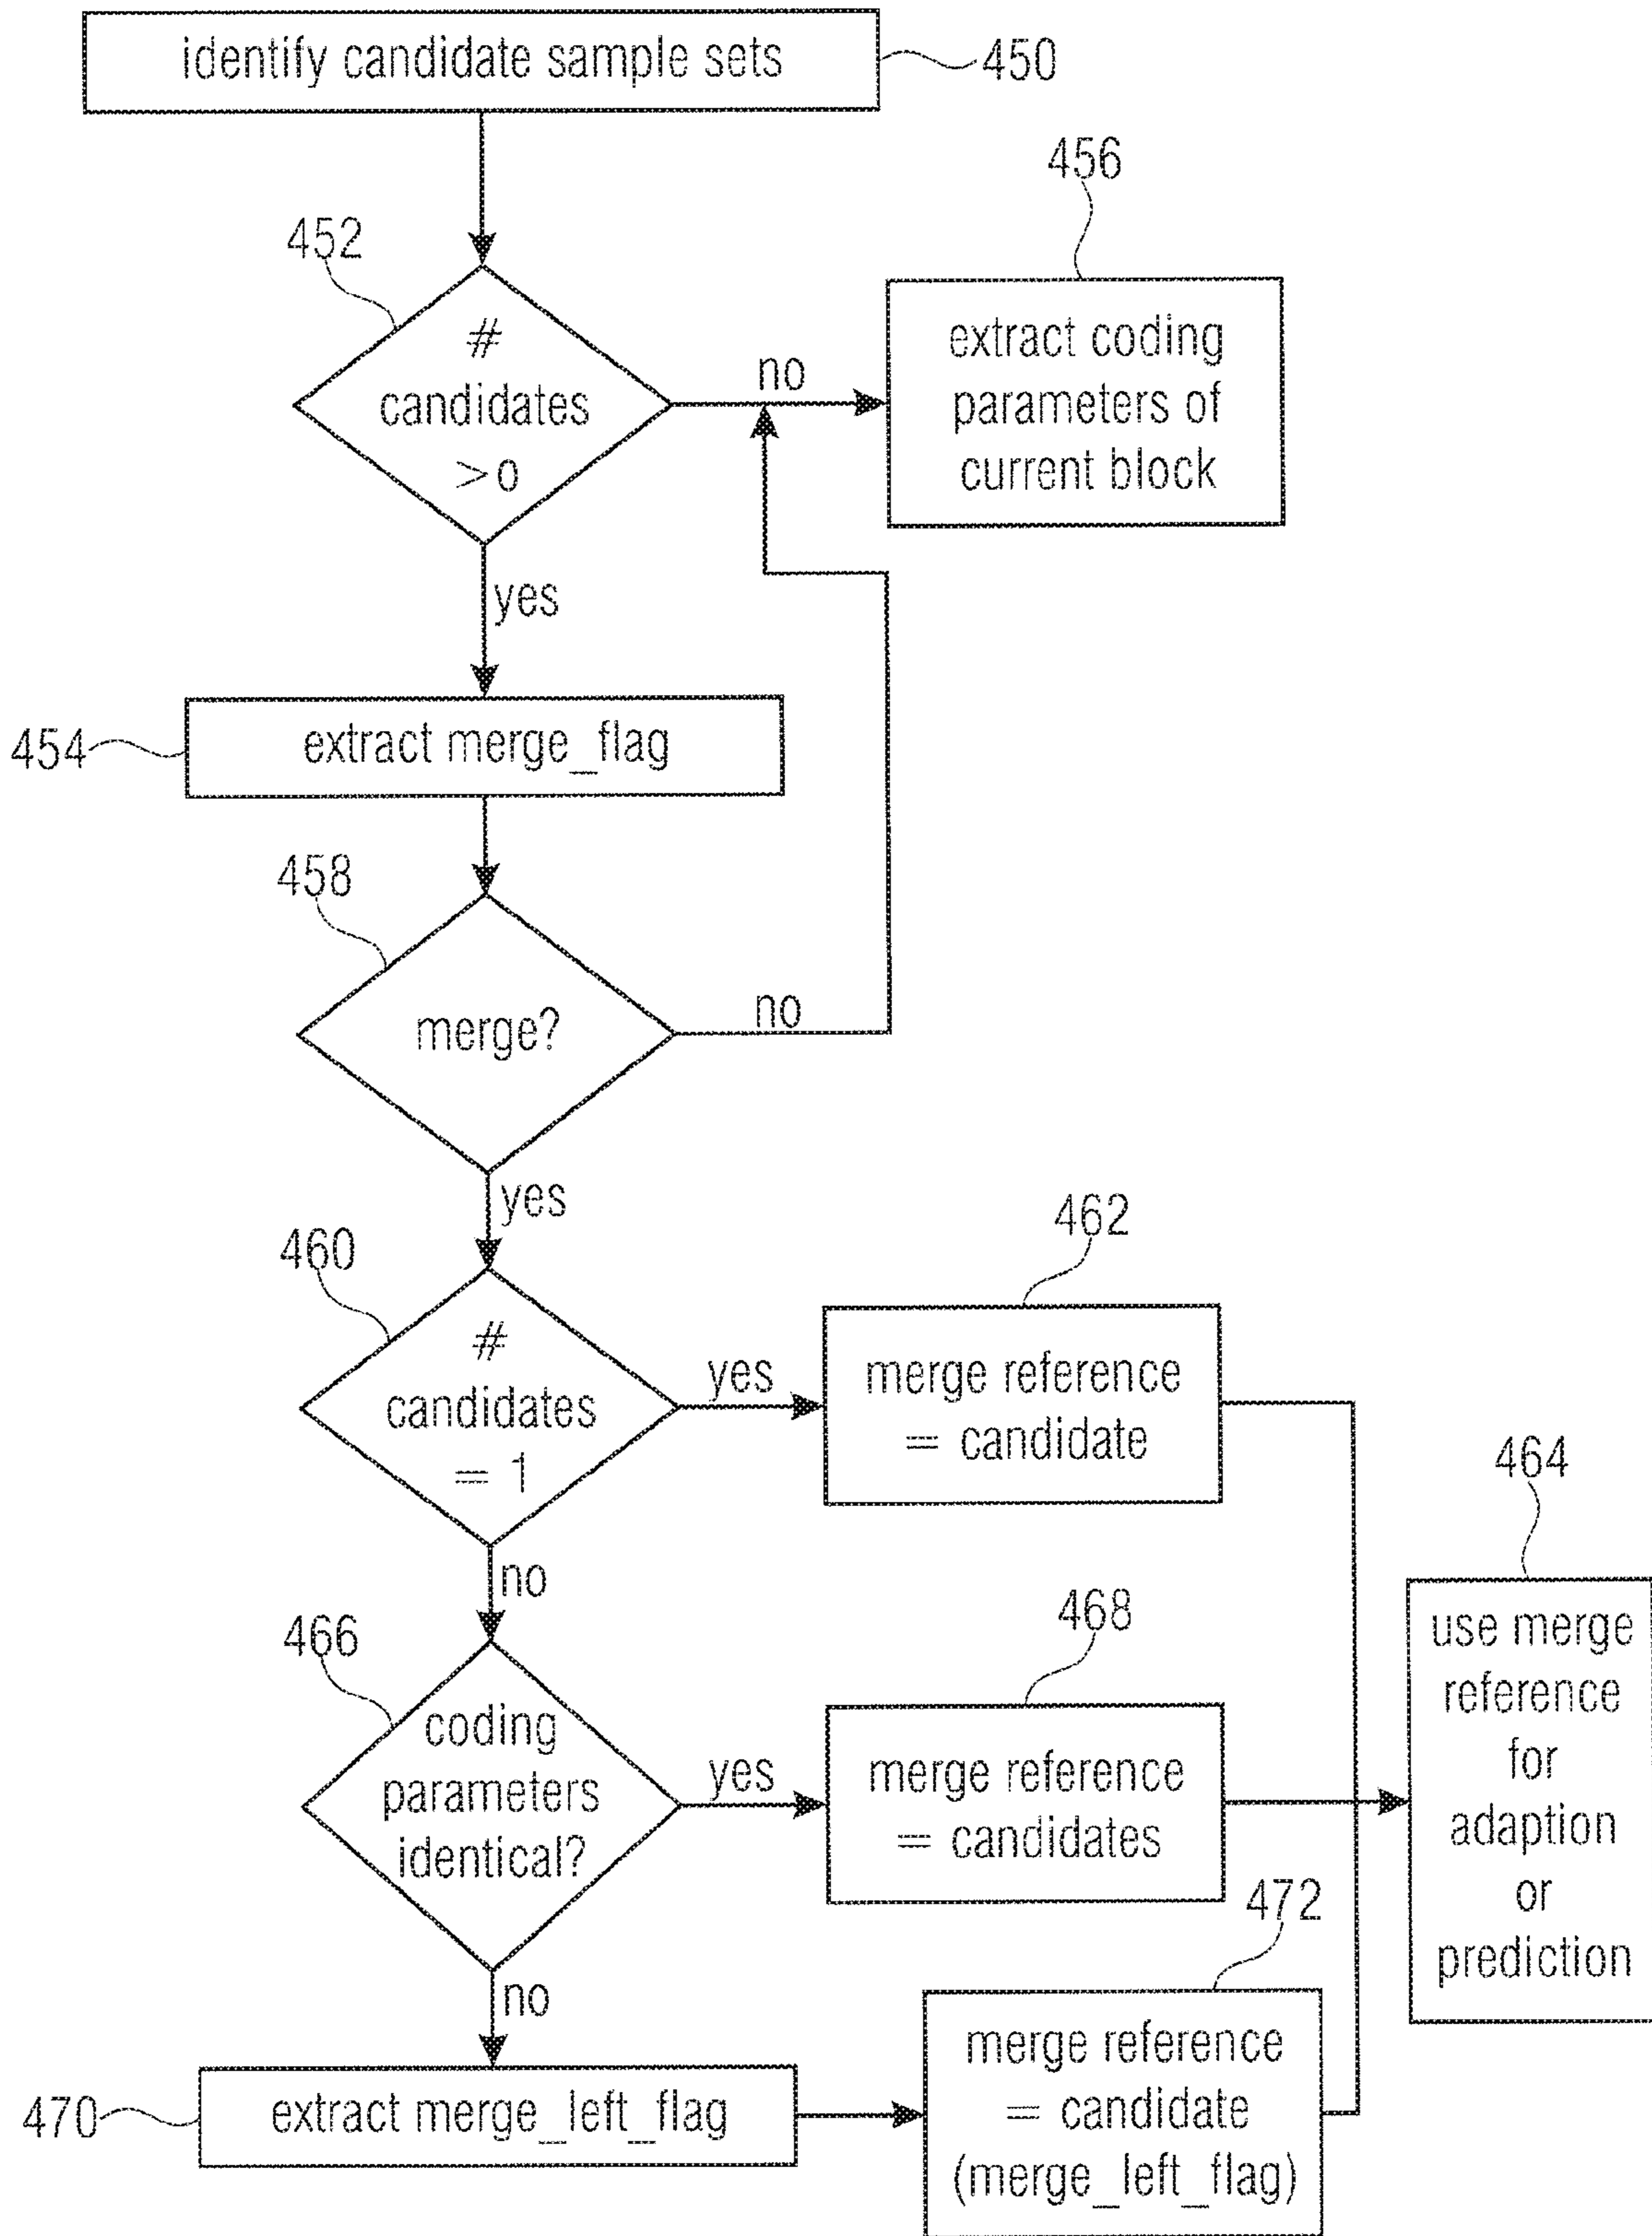 identify candidate sample sets
450
456
452
#
candidates
>o
no
extract coding
parameters of
current block
yes
454
extract merge_flag
458
merge?
no
yes
460
462
#
candidates
= 1
yes
merge reference
= candidate
464
no
466
468
coding
parameters
identical?
yes
merge reference
= candidates
use merge
reference
for
adaption
or
prediction
472
no
470
extract merge_left_flag
merge reference
= candidate
(merge_left_flag)